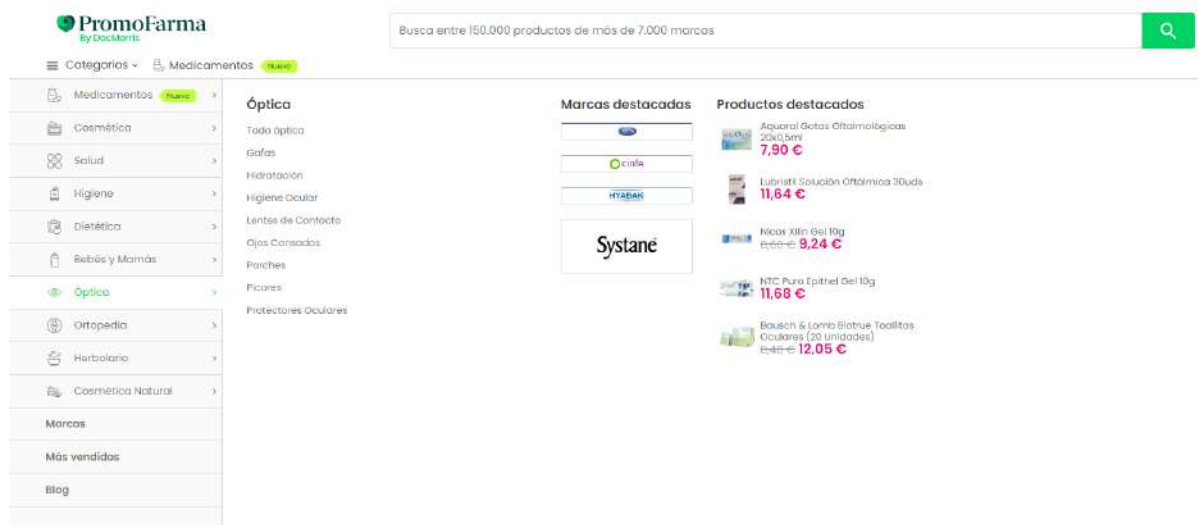 PromoFarma
By DocMorris
Busca entre 150.000 productos de más de 7.000 marcas
Categorías
Medicamentos Nuevo
Medicamentos Nuevo
Cosmética
Salud
Higiene
Dietética
Bebés y Mamás
Óptica
Ortopedia
Herbolario
Cosmética Natural
Marcas
Más vendidos
Blog
Óptica
Todo óptica
Gafas
Hidratación
Higiene Ocular
Lentes de Contacto
Ojos Cansados
Parches
Picores
Protectores Oculares
Marcas destacadas
cinfa
HYABAK
Systane
Productos destacados
Aquoral Gotas Oftalmológicas
20x0,5ml
7,90 €
Lubristil Solución Oftálmica 30uds
11,64 €
Nicox Xilin Gel 10g
9,24 €
NTC Pura Epithel Gel 10g
11,68 €
Bausch & Lomb Biotrue Toallitas
Oculares (20 unidades)
12,05 €